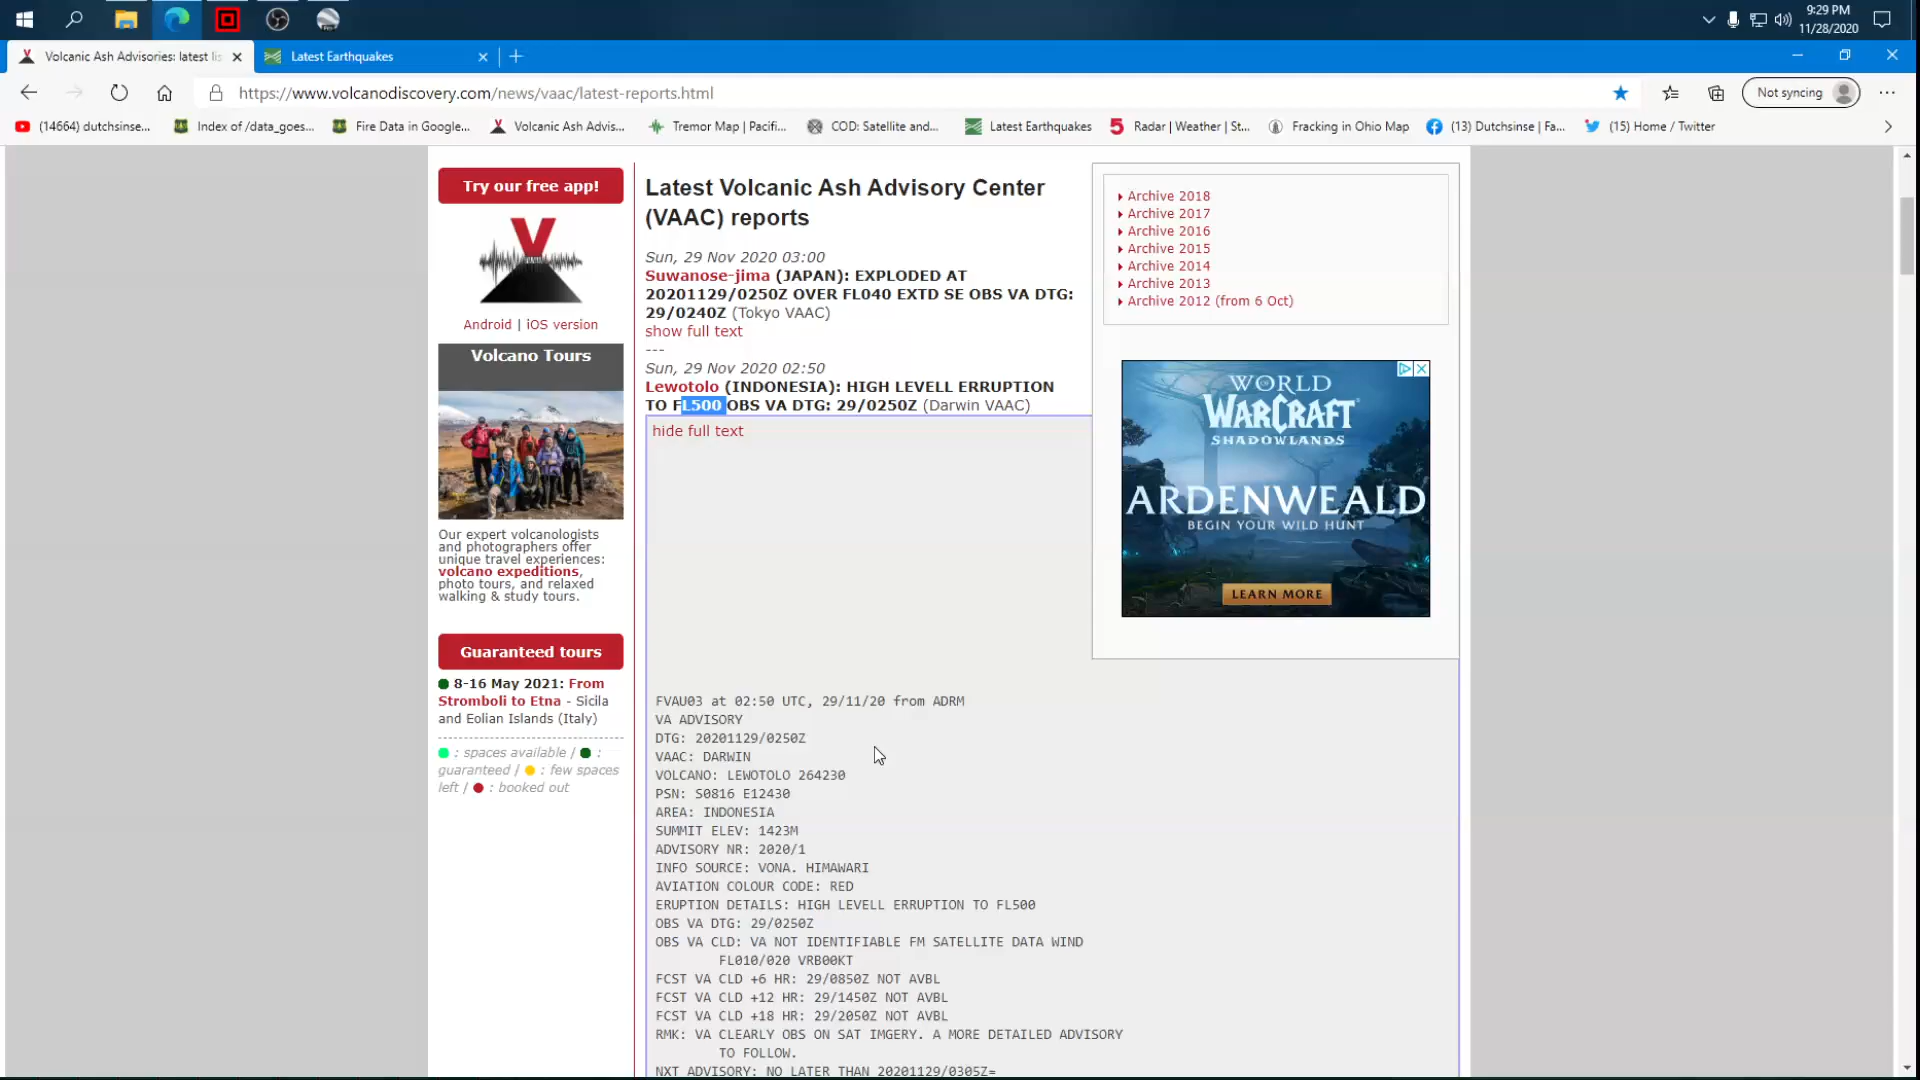 9:29 PM
11/28/2020
Volcanic Ash Advisories: latest lis
Latest Earthquakes
https://www.volcanodiscovery.com/news/vaac/latest-reports.html
Not syncing
(14664) dutchsinse...
Index of /data_goes...
Fire Data in Google...
Volcanic Ash Advis...
Tremor Map | Pacifi...
COD: Satellite and...
Latest Earthquakes
Radar | Weather | St...
Fracking in Ohio Map
(13) Dutchsinse | Fa...
(15) Home / Twitter
Try our free app!
Android | iOS version
Volcano Tours
Our expert volcanologists
and photographers offer
unique travel experiences:
volcano expeditions,
photo tours, and relaxed
walking & study tours.
Guaranteed tours
8-16 May 2021: From
Stromboli to Etna - Sicila
and Eolian Islands (Italy)
: spaces available / :
guaranteed / : few spaces
left / : booked out
Latest Volcanic Ash Advisory Center
(VAAC) reports
Sun, 29 Nov 2020 03:00
Suwanose-jima (JAPAN): EXPLODED AT
20201129/0250Z OVER FL040 EXTD SE OBS VA DTG:
29/0240Z (Tokyo VAAC)
show full text
---
Sun, 29 Nov 2020 02:50
Lewotolo (INDONESIA): HIGH LEVELL ERRUPTION
TO FL500 OBS VA DTG: 29/0250Z (Darwin VAAC)
hide full text
FVAU03 at 02:50 UTC, 29/11/20 from ADRM
VA ADVISORY
DTG: 20201129/0250Z
VAAC: DARWIN
VOLCANO: LEWOTOLO 264230
PSN: S0816 E12430
AREA: INDONESIA
SUMMIT ELEV: 1423M
ADVISORY NR: 2020/1
INFO SOURCE: VONA. HIMAWARI
AVIATION COLOUR CODE: RED
ERUPTION DETAILS: HIGH LEVELL ERRUPTION TO FL500
OBS VA DTG: 29/0250Z
OBS VA CLD: VA NOT IDENTIFIABLE FM SATELLITE DATA WIND
FL010/020 VRB00KT
FCST VA CLD +6 HR: 29/0850Z NOT AVBL
FCST VA CLD +12 HR: 29/1450Z NOT AVBL
FCST VA CLD +18 HR: 29/2050Z NOT AVBL
RMK: VA CLEARLY OBS ON SAT IMGERY. A MORE DETAILED ADVISORY
TO FOLLOW.
NXT ADVISORY: NO LATER THAN 20201129/0305Z=
Archive 2018
Archive 2017
Archive 2016
Archive 2015
Archive 2014
Archive 2013
Archive 2012 (from 6 Oct)
WORLD
OF
WARCRAFT
SHADOWLANDS
ARDENWEALD
BEGIN YOUR WILD HUNT
LEARN MORE